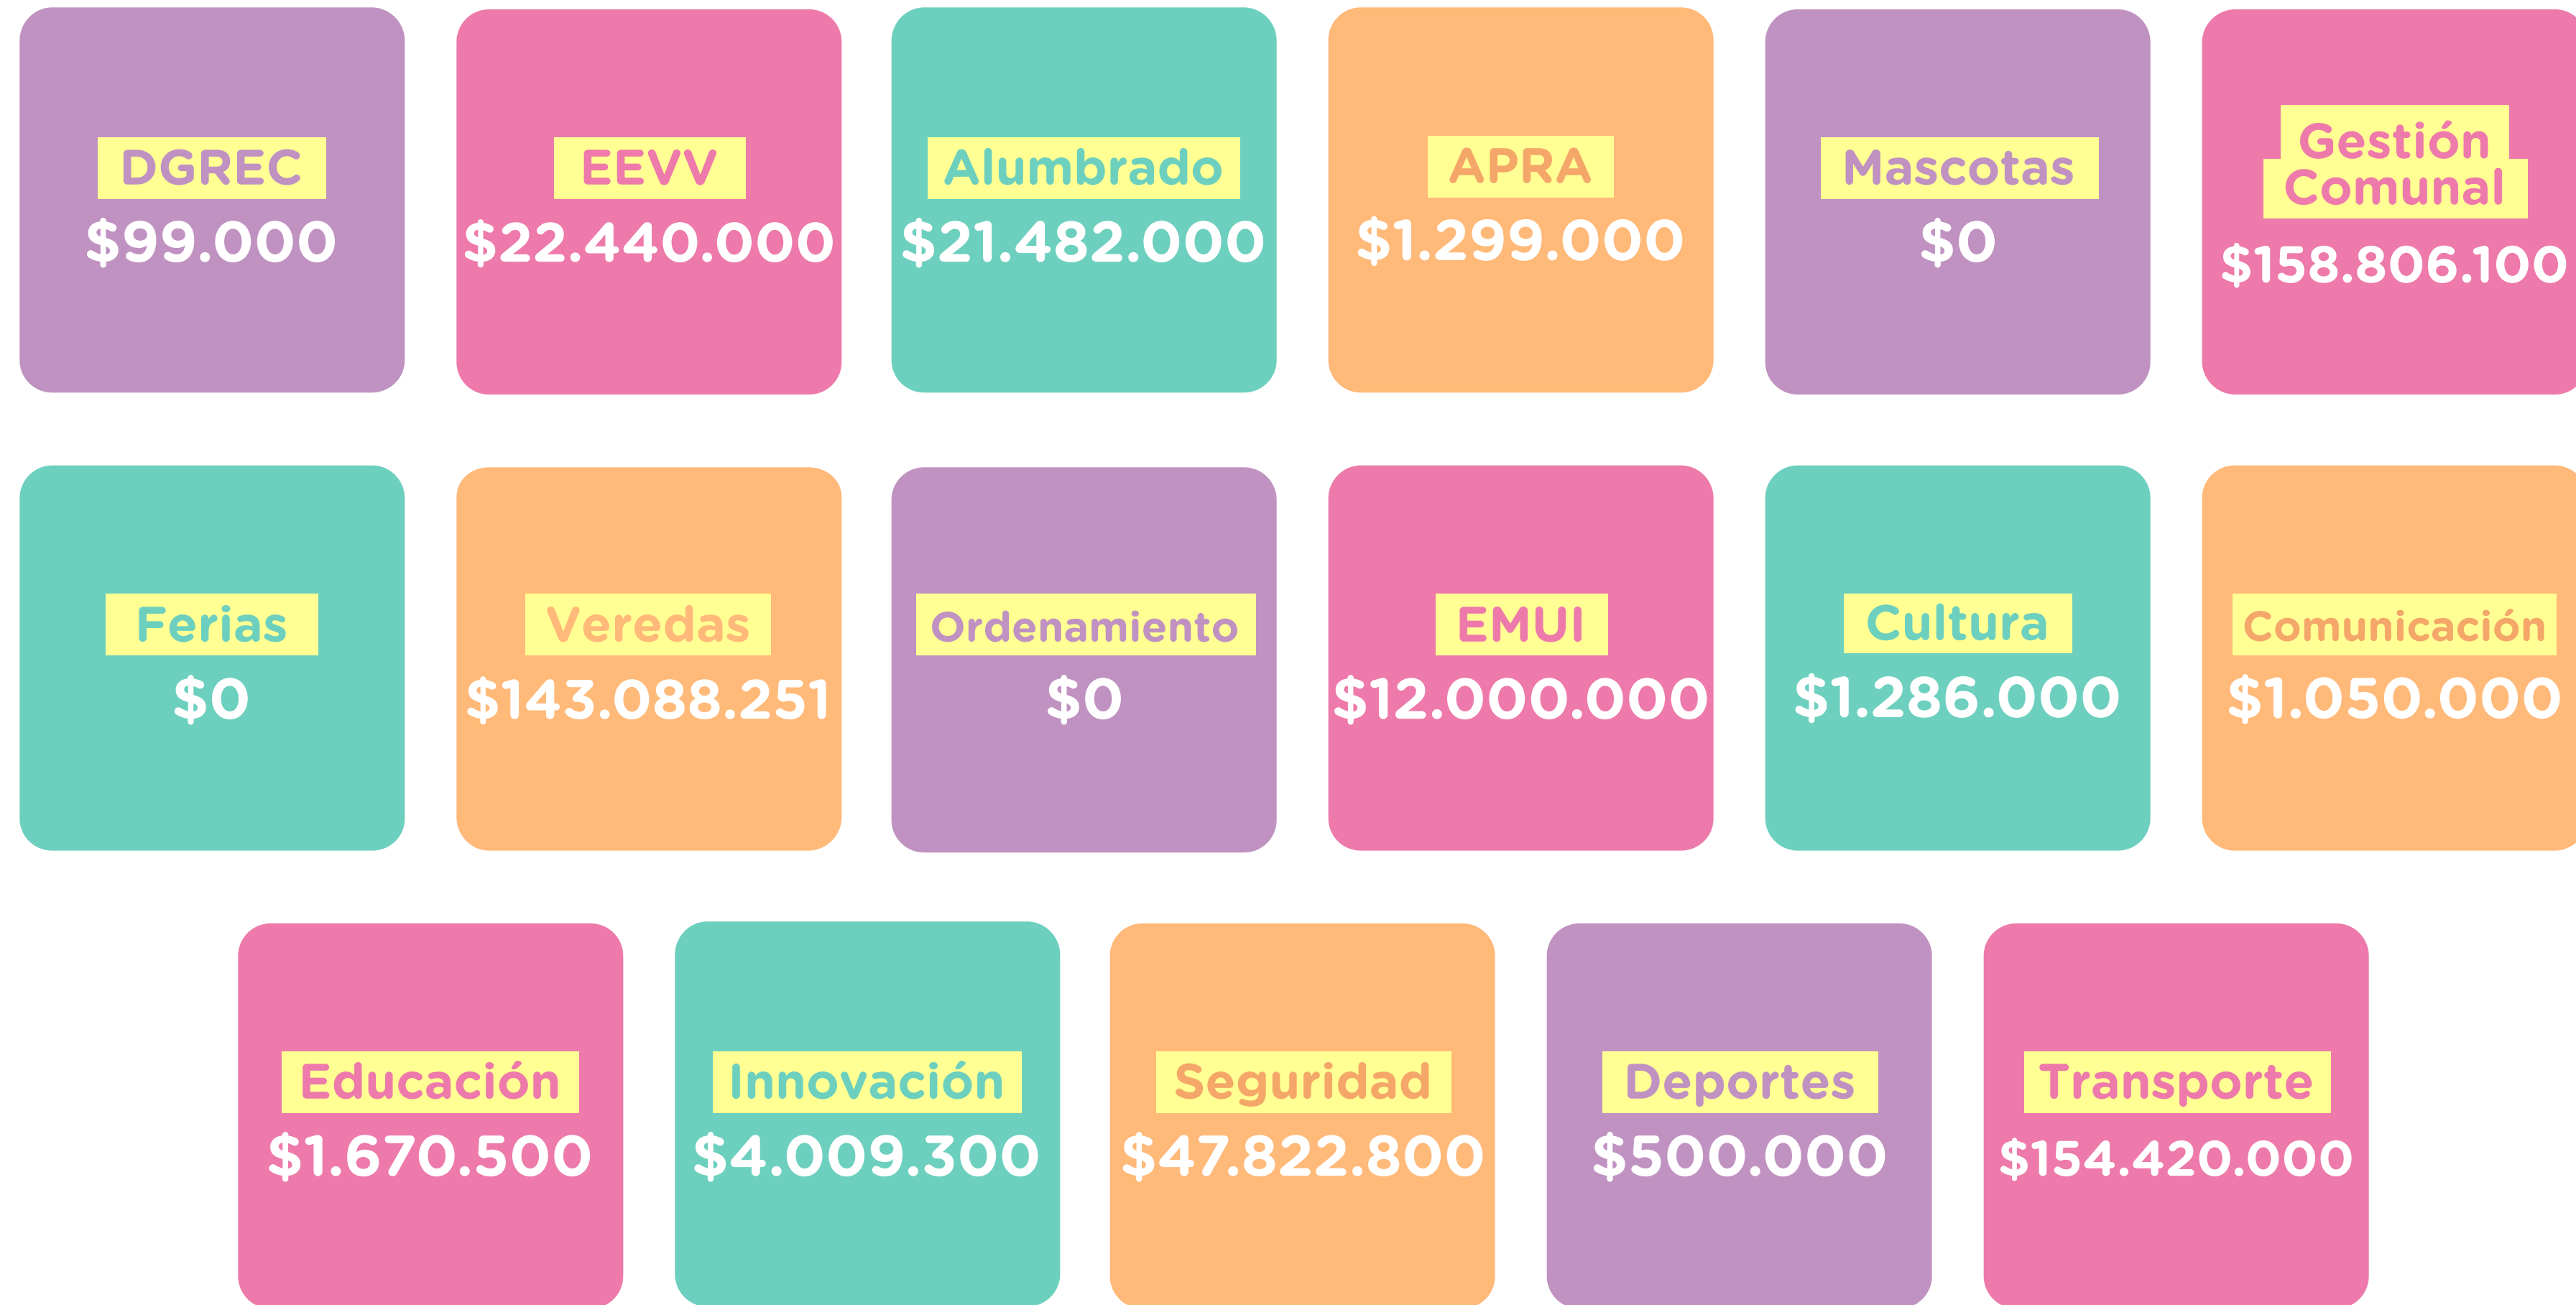 DGREC
$99.000
EEVV
$22.440.000
Alumbrado
$21.482.000
APRA
$1.299.000
Mascotas
$0
Gestión
Comunal
$158.806.100
Ferias
$0
Veredas
$143.088.251
Ordenamiento
$0
EMUI
$12.000.000
Cultura
$1.286.000
Comunicación
$1.050.000
Educación
$1.670.500
Innovación
$4.009.300
Seguridad
$47.822.800
Deportes
$500.000
Transporte
$154.420.000